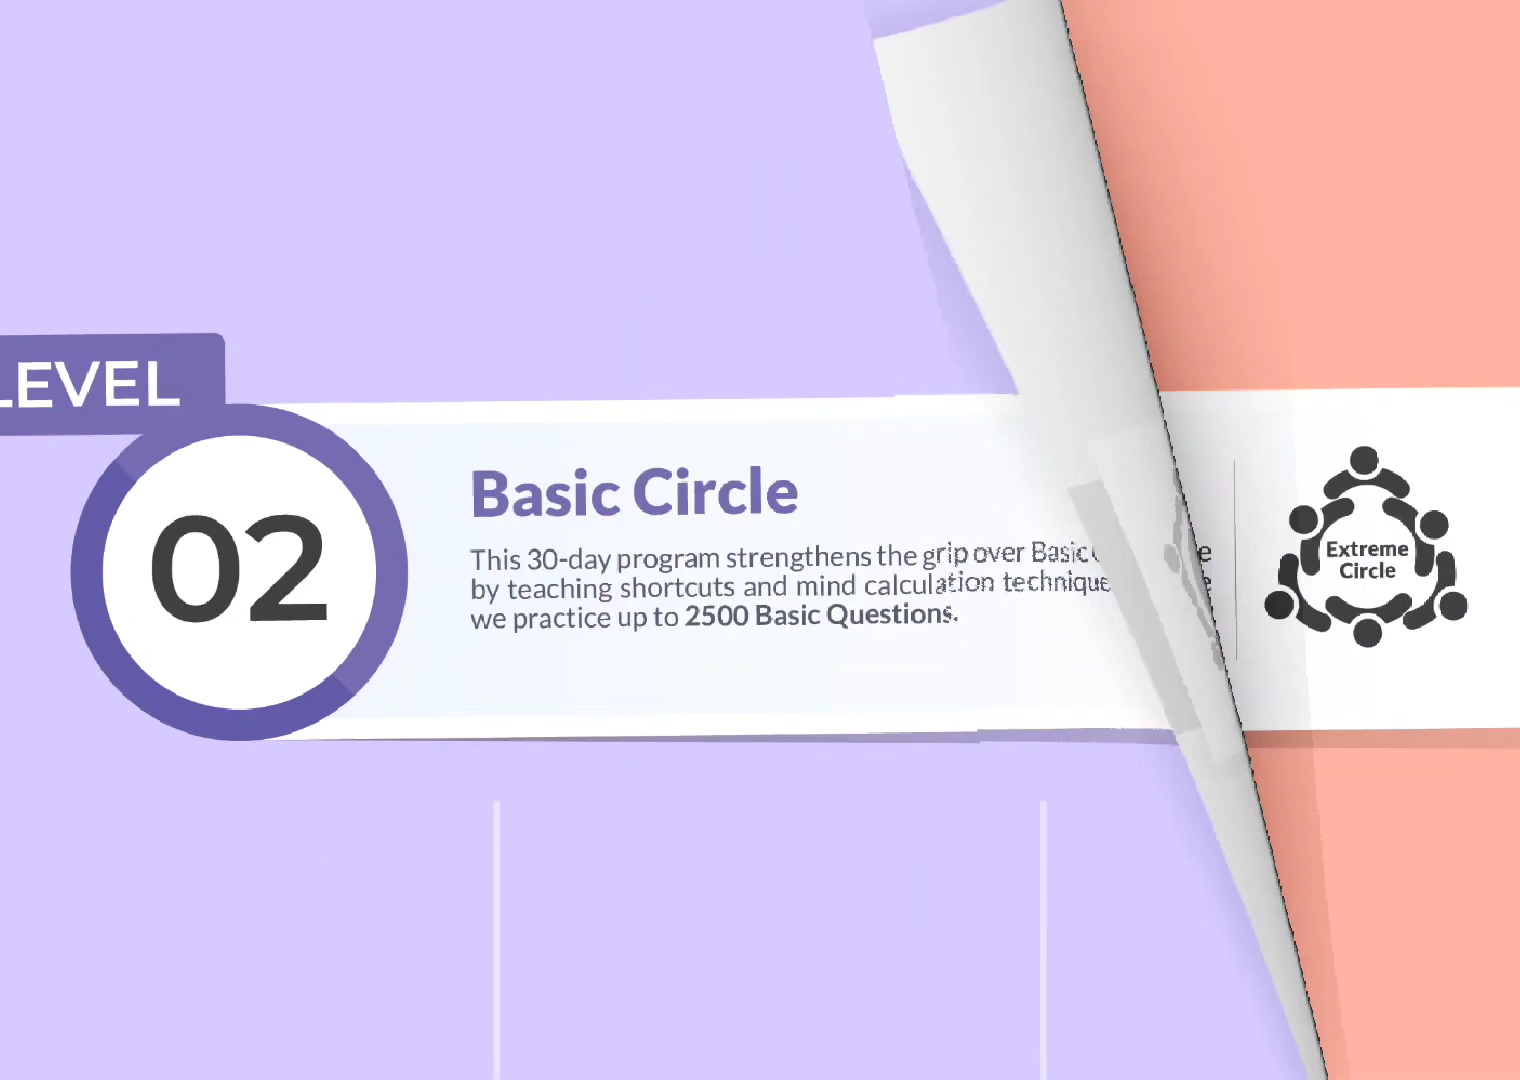 LEVEL
02
Basic Circle
This 30-day program strengthens the grip over Basic
by teaching shortcuts and mind calculation technique
we practice up to 2500 Basic Questions.
Extreme
Circle